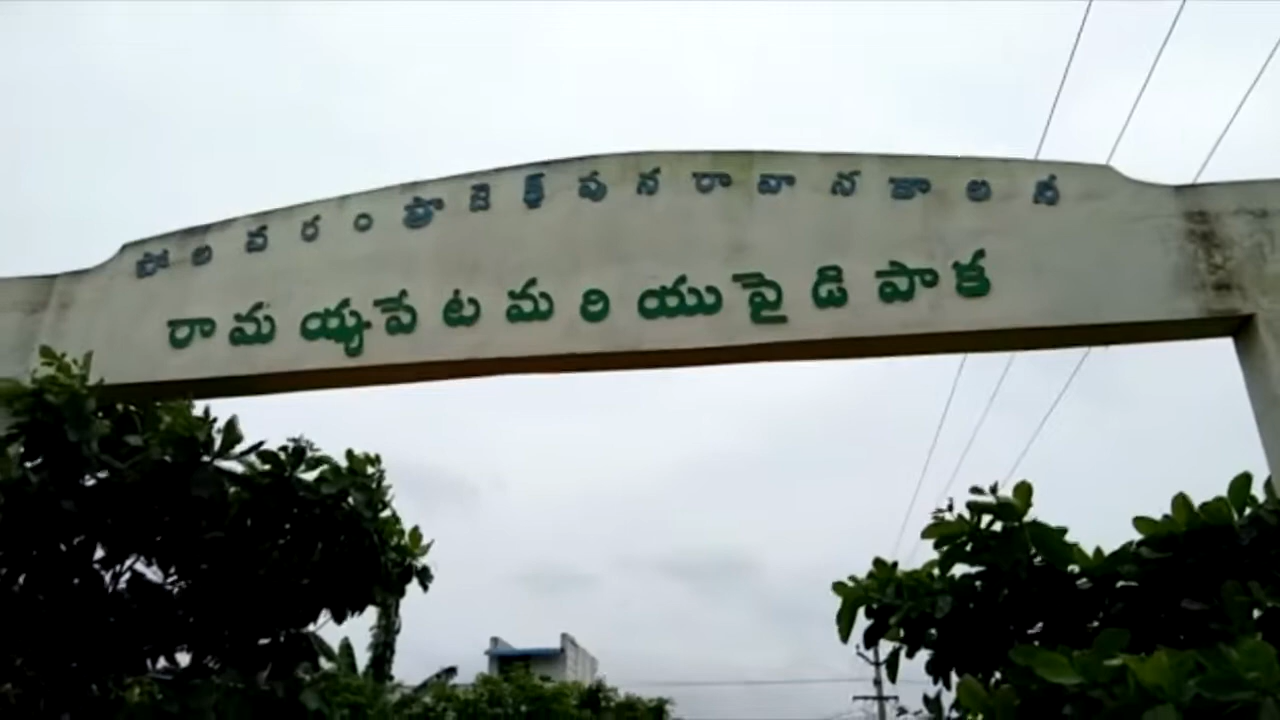 పోలవరం ప్రాజెక్ట్ పునరావాస కాలనీ
రామయ్యపేట మరియు పైడిపాక